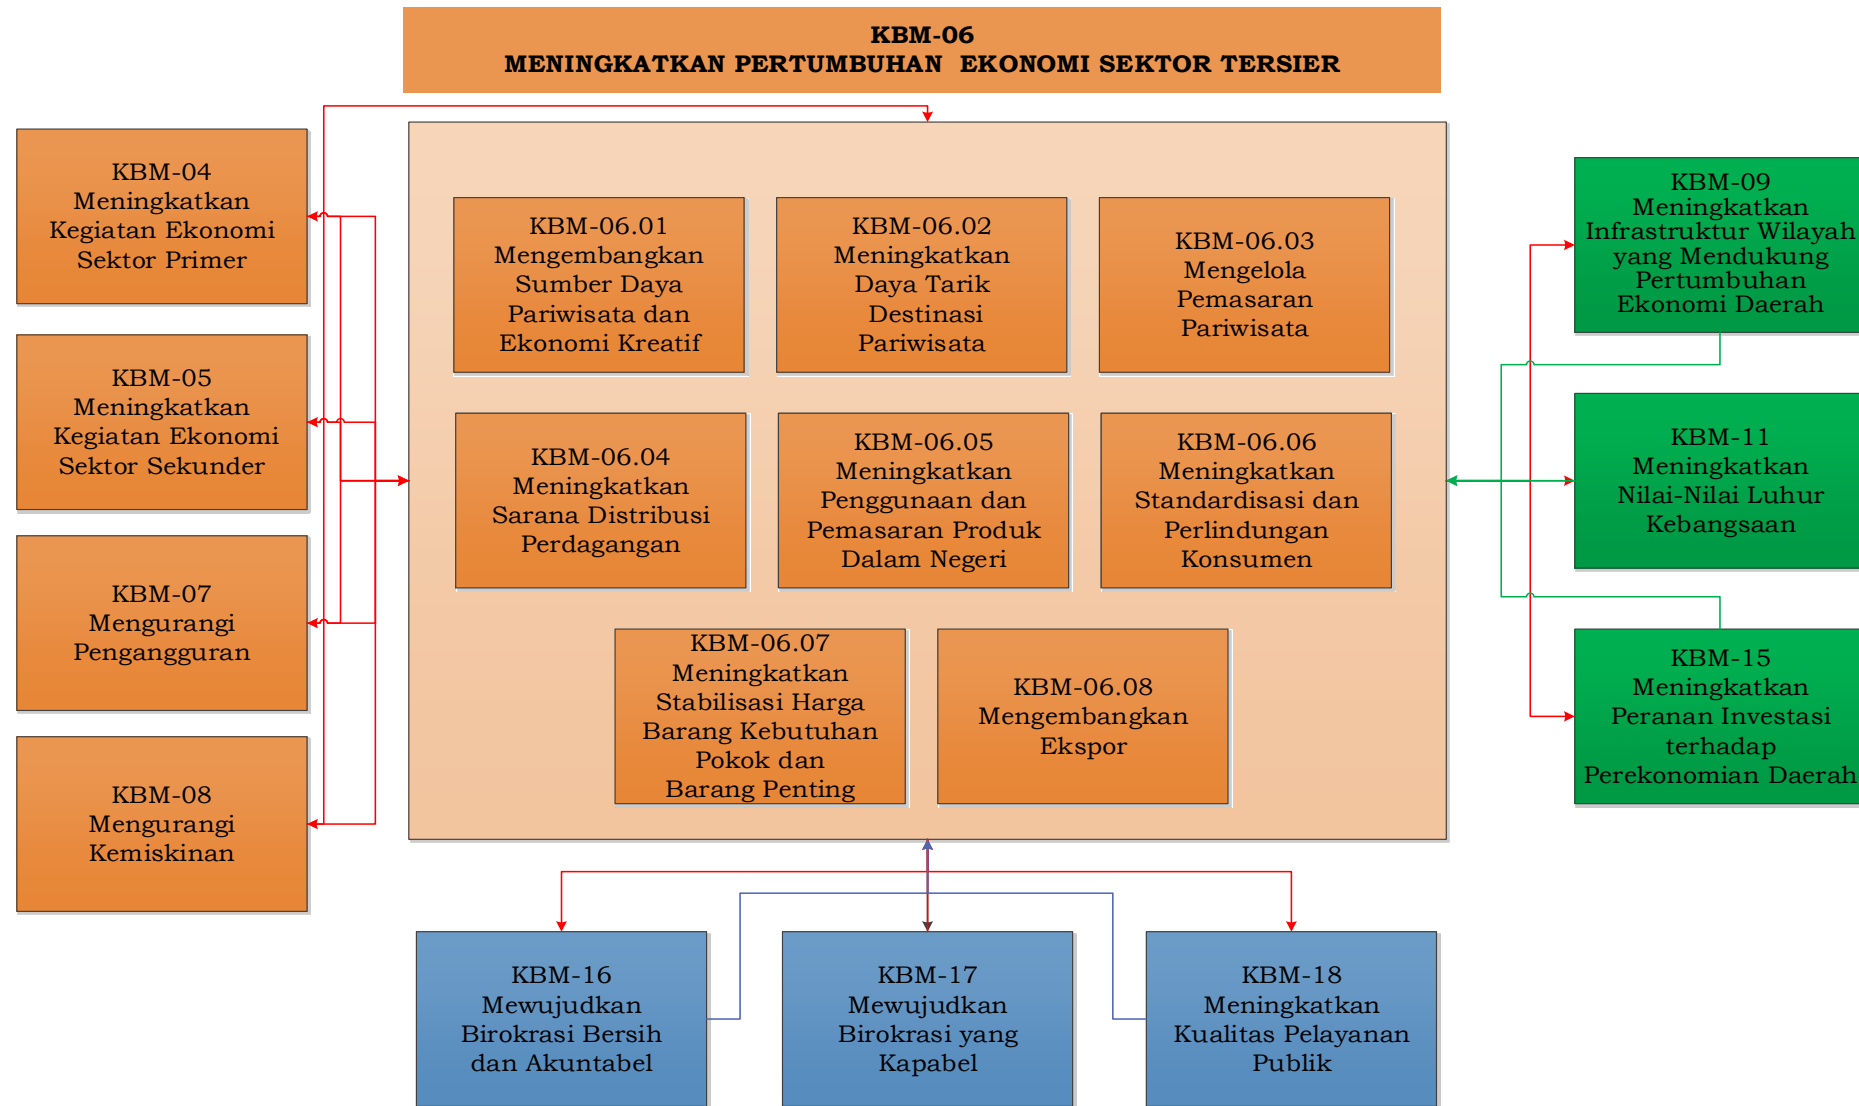 KBM-06
MENINGKATKAN PERTUMBUHAN EKONOMI SEKTOR TERSIER
KBM-04
Meningkatkan
Kegiatan Ekonomi
Sektor Primer
KBM-05
Meningkatkan
Kegiatan Ekonomi
Sektor Sekunder
KBM-07
Mengurangi
Pengangguran
KBM-08
Mengurangi
Kemiskinan
KBM-06.01
Mengembangkan
Sumber Daya
Pariwisata dan
Ekonomi Kreatif
KBM-06.02
Meningkatkan
Daya Tarik
Destinasi
Pariwisata
KBM-06.03
Mengelola
Pemasaran
Pariwisata
KBM-06.04
Meningkatkan
Sarana Distribusi
Perdagangan
KBM-06.05
Meningkatkan
Penggunaan dan
Pemasaran Produk
Dalam Negeri
KBM-06.06
Meningkatkan
Standardisasi dan
Perlindungan
Konsumen
KBM-06.07
Meningkatkan
Stabilisasi Harga
Barang Kebutuhan
Pokok dan
Barang Penting
KBM-06.08
Mengembangkan
Ekspor
KBM-09
Meningkatkan
Infrastruktur Wilayah
yang Mendukung
Pertumbuhan
Ekonomi Daerah
KBM-11
Meningkatkan
Nilai-Nilai Luhur
Kebangsaan
KBM-15
Meningkatkan
Peranan Investasi
terhadap
Perekonomian Daerah
KBM-16
Mewujudkan
Birokrasi Bersih
dan Akuntabel
KBM-17
Mewujudkan
Birokrasi yang
Kapabel
KBM-18
Meningkatkan
Kualitas Pelayanan
Publik